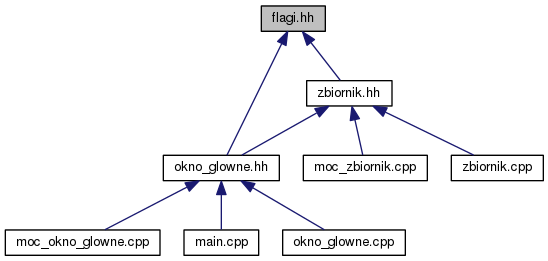 flagi.hh
zbiornik.hh
okno_glowne.hh
moc_zbiornik.cpp
zbiornik.cpp
moc_okno_glowne.cpp
main.cpp
okno_glowne.cpp